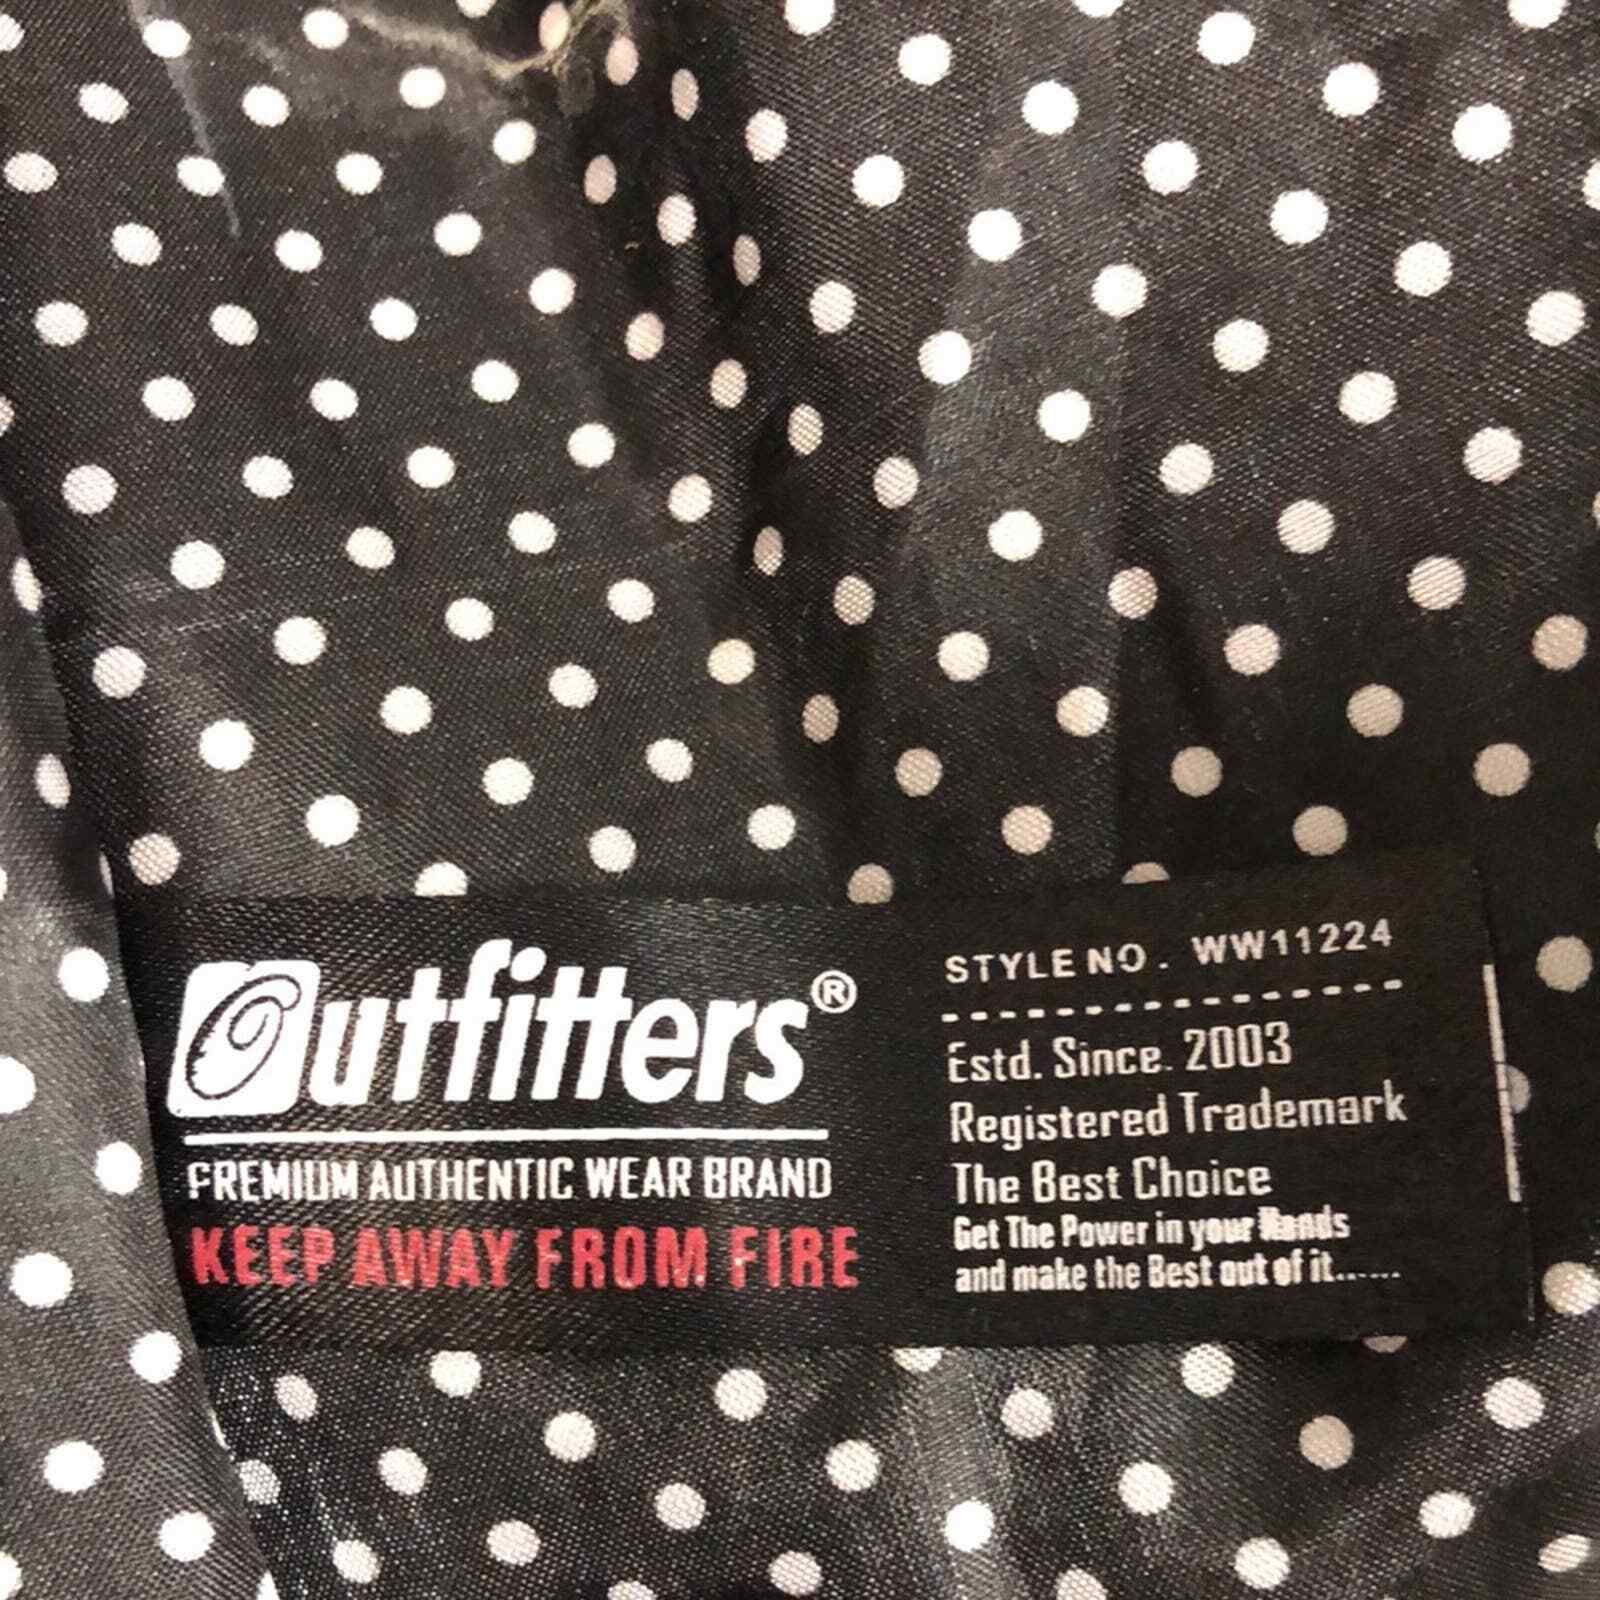 Outfitters®
PREMIUM AUTHENTIC WEAR BRAND
KEEP AWAY FROM FIRE
STYLE NO. WW11224
Estd. Since. 2003
Registered Trademark
The Best Choice
Get The Power in your Hands
and make the Best out of it......